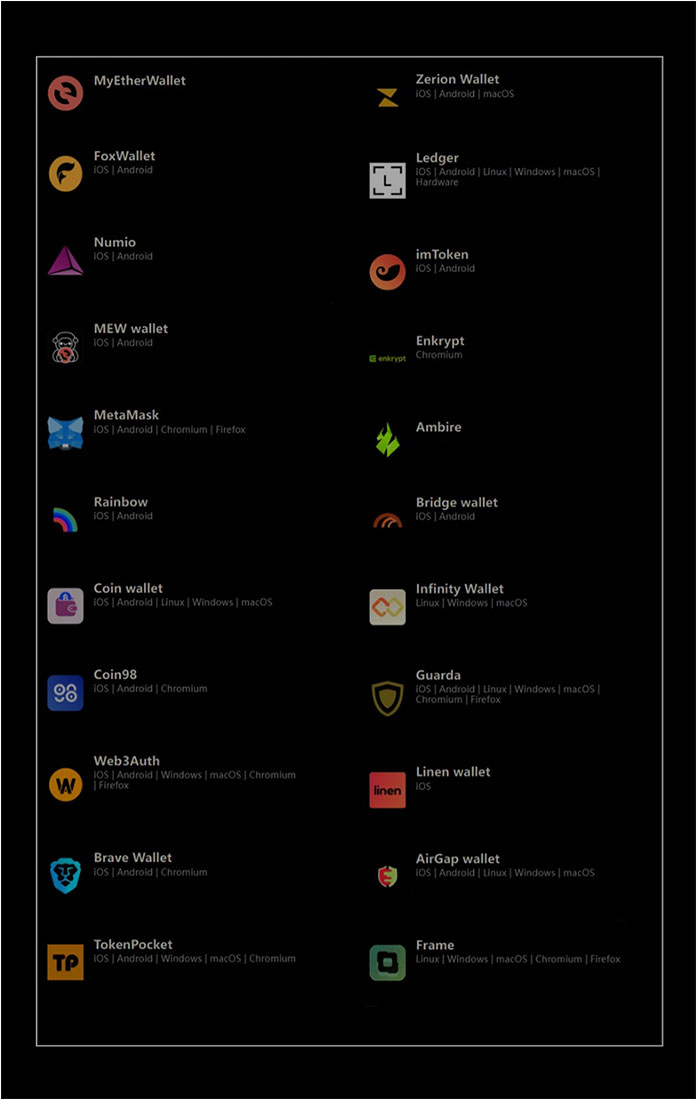 MyEtherWallet
FoxWallet
iOS | Android
Numio
iOS | Android
MEW wallet
iOS | Android
MetaMask
iOS | Android | Chromium | Firefox
Rainbow
iOS | Android
Coin wallet
iOS | Android | Linux | Windows | macOS
Coin98
iOS | Android | Chromium
98
Web3Auth
iOS | Android | Windows | macOS | Chromium
| Firefox
W
Brave Wallet
iOS | Android | Chromium
TokenPocket
iOS | Android | Windows | macOS | Chromium
TP
Zerion Wallet
iOS | Android | macOS
Ledger
iOS | Android | Linux | Windows | macOS |
Hardware
L
imToken
iOS | Android
Enkrypt
Chromium
enkrypt
Ambire
Bridge wallet
iOS | Android
Infinity Wallet
Linux | Windows | macOS
Guarda
iOS | Android | Linux | Windows | macOS |
Chromium | Firefox
Linen wallet
iOS
linen
AirGap wallet
iOS | Android | Linux | Windows | macOS
Frame
Linux | Windows | macOS | Chromium | Firefox